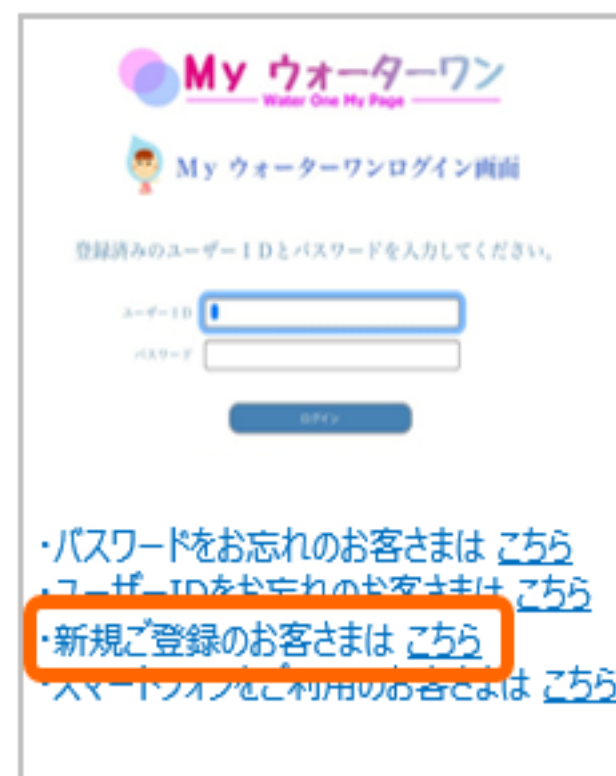 My ウォーターワン
Water One My Page
My ウォーターワンログイン画面
登録済みのユーザーIDとパスワードを入力してください。
ユーザーID
パスワード
ログイン
・パスワードをお忘れのお客さまは こちら
・ユーザーIDをお忘れのお客さまは こちら
・新規ご登録のお客さまは こちら
・スマートフォンをご利用のお客さまは こちら